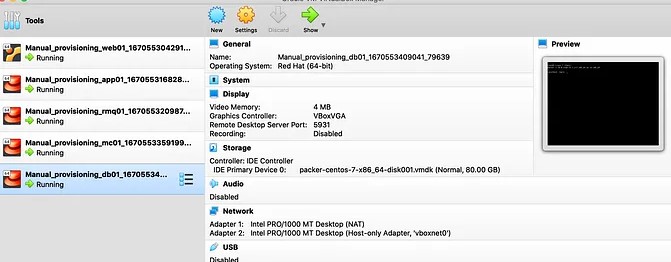 Oracle VM VirtualBox Manager
Tools
New
Settings
Discard
Show
Manual_provisioning_web01_167055304291...
Running
Manual_provisioning_app01_167055316828...
Running
Manual_provisioning_rmq01_167055320987...
Running
Manual_provisioning_mc01_1670553359199...
Running
Manual_provisioning_db01_16705534...
Running
General
Name: Manual_provisioning_db01_1670553409041_79639
Operating System: Red Hat (64-bit)
System
Display
Video Memory: 4 MB
Graphics Controller: VBoxVGA
Remote Desktop Server Port: 5931
Recording: Disabled
Storage
Controller: IDE Controller
IDE Primary Device 0: packer-centos-7-x86_64-disk001.vmdk (Normal, 80.00 GB)
Audio
Disabled
Network
Adapter 1: Intel PRO/1000 MT Desktop (NAT)
Adapter 2: Intel PRO/1000 MT Desktop (Host-only Adapter, 'vboxnet0')
USB
Disabled
Preview